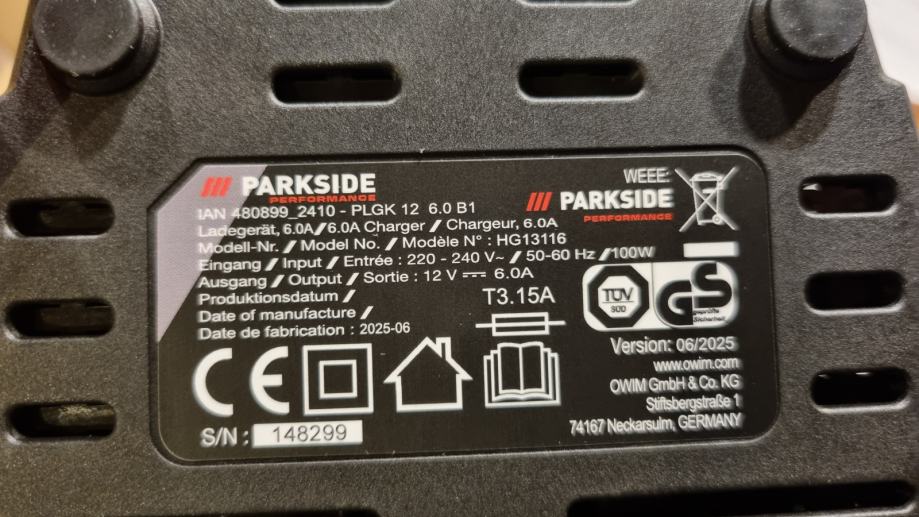 PARKSIDE
PERFORMANCE
IAN 480899_2410 - PLGK 12 6.0 B1
Ladegerät, 6.0A/6.0A Charger / Chargeur, 6.0A
Modell-Nr. / Model No. / Modèle N° : HG13116
Eingang / Input / Entrée : 220 - 240 V~ / 50-60 Hz /100W
Ausgang / Output / Sortie : 12 V 6.0A
Produktionsdatum /
Date of manufacture /
Date de fabrication : 2025-06
S/N : 148299
WEEE:
PARKSIDE
PERFORMANCE
T3.15A
CE
TÜV
SÜD
GS
geprüfte
Sicherheit
Version: 06/2025
www.owim.com
OWIM GmbH & Co. KG
Stiftsbergstraße 1
74167 Neckarsulm, GERMANY